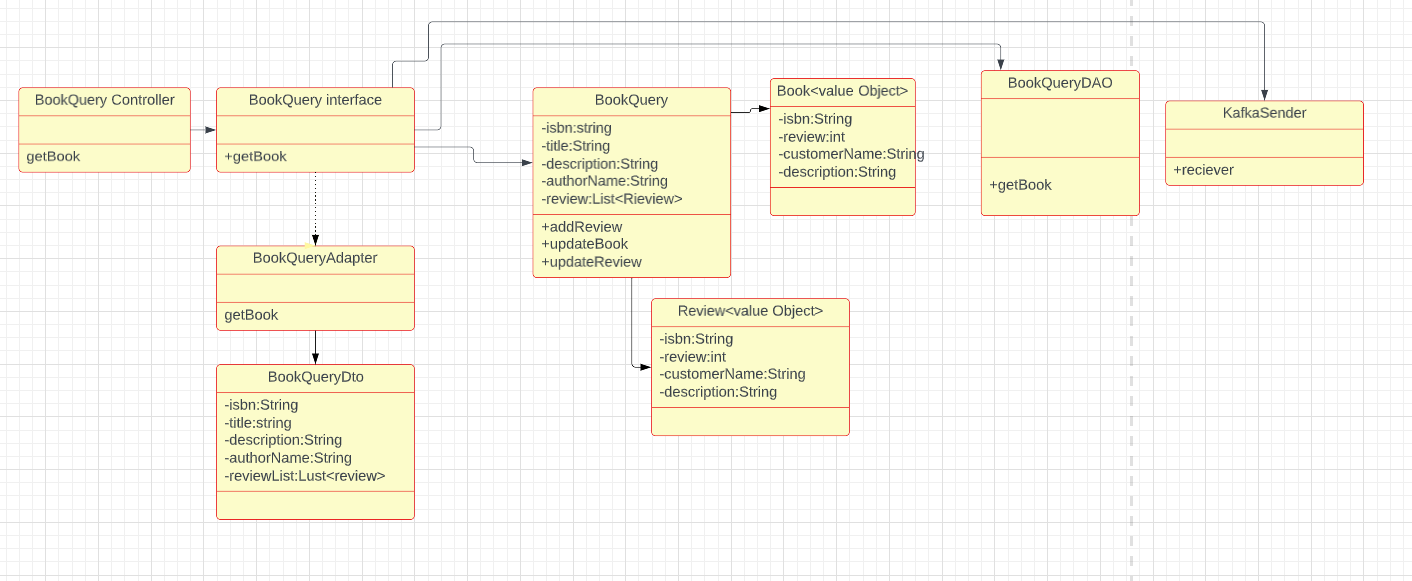 BookQuery Controller
getBook
BookQuery interface
+getBook
BookQueryAdapter
getBook
BookQueryDto
-isbn:String
-title:string
-description:String
-authorName:String
-reviewList:Lust<review>
BookQuery
-isbn:string
-title:String
-description:String
-authorName:String
-review:List<Rieview>
+addReview
+updateBook
+updateReview
Book<value Object>
-isbn:String
-review:int
-customerName:String
-description:String
Review<value Object>
-isbn:String
-review:int
-customerName:String
-description:String
BookQueryDAO
+getBook
KafkaSender
+reciever